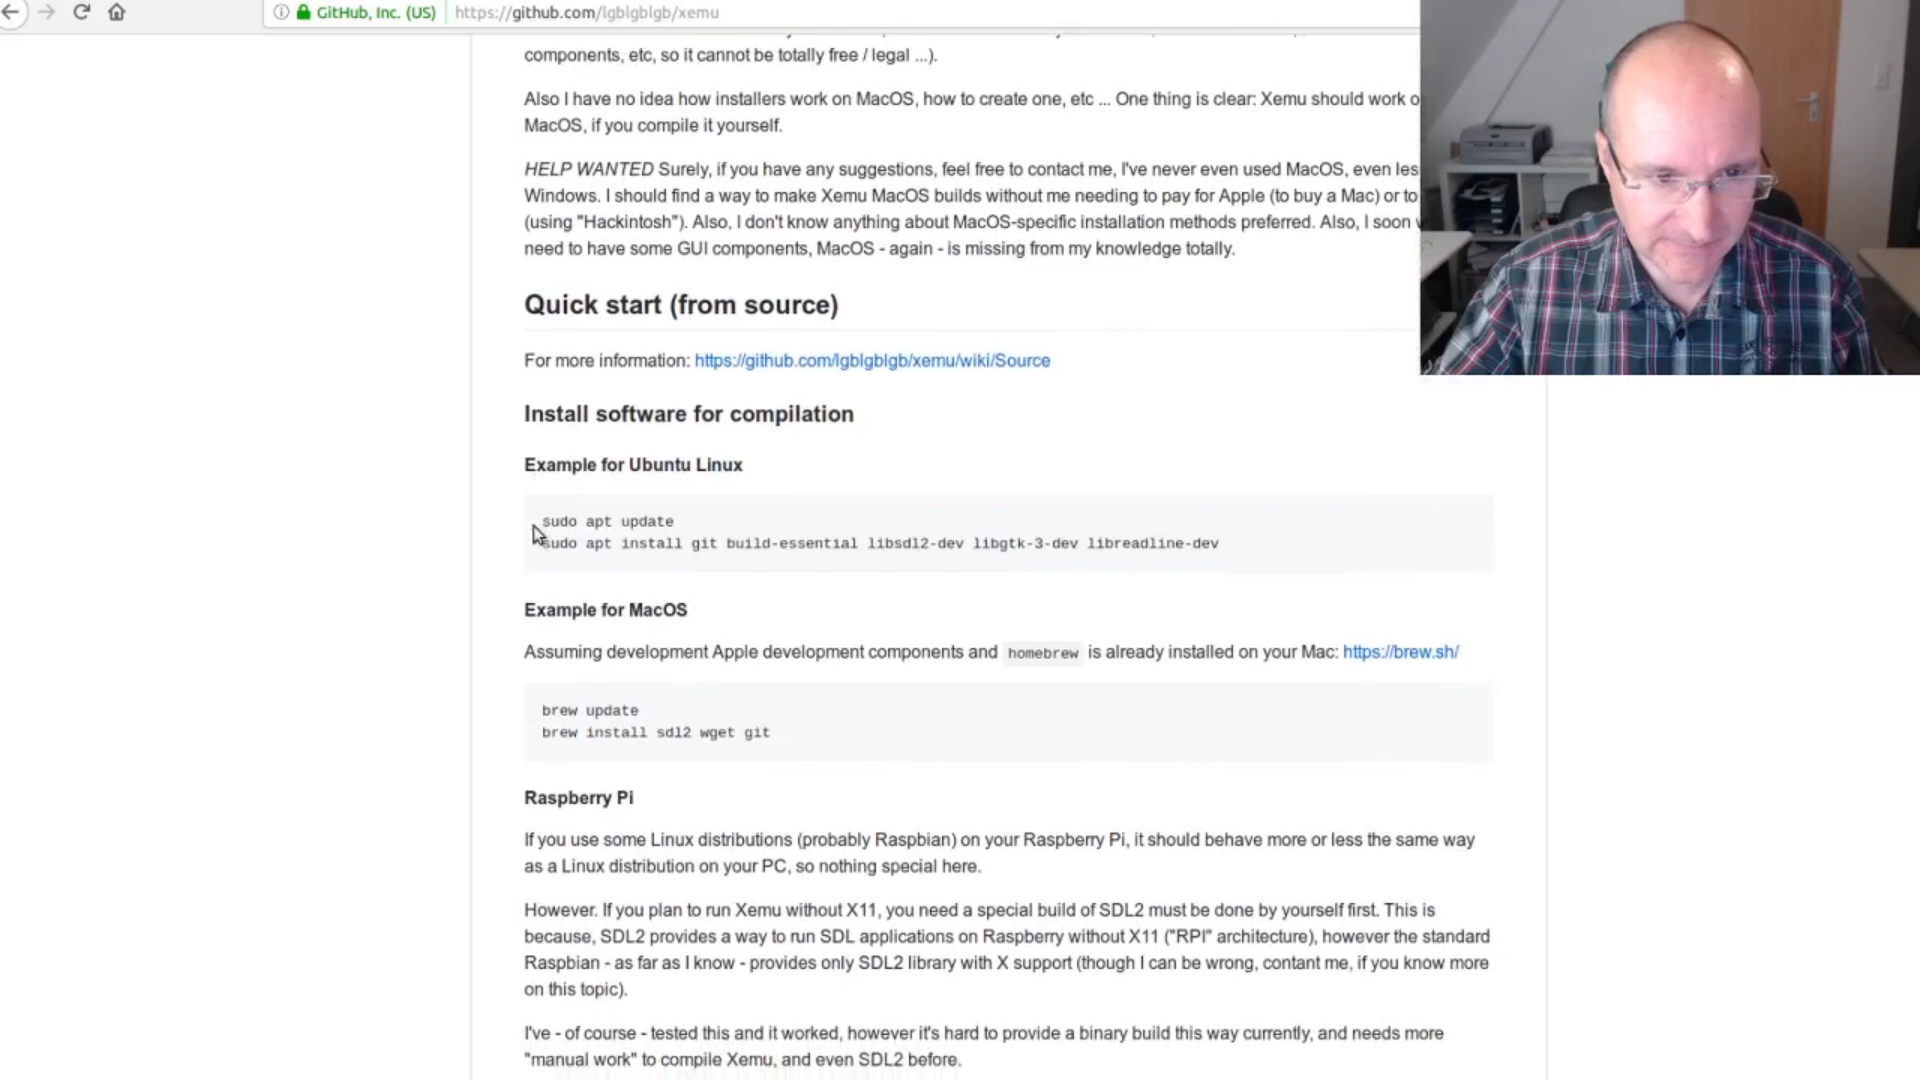 GitHub, Inc. (US) https://github.com/lgblgblgb/xemu
components, etc, so it cannot be totally free / legal ...).
Also I have no idea how installers work on MacOS, how to create one, etc ... One thing is clear: Xemu should work o
MacOS, if you compile it yourself.
HELP WANTED Surely, if you have any suggestions, feel free to contact me, I've never even used MacOS, even les
Windows. I should find a way to make Xemu MacOS builds without me needing to pay for Apple (to buy a Mac) or to
(using "Hackintosh"). Also, I don't know anything about MacOS-specific installation methods preferred. Also, I soon
need to have some GUI components, MacOS - again - is missing from my knowledge totally.
Quick start (from source)
For more information: https://github.com/lgblgblgb/xemu/wiki/Source
Install software for compilation
Example for Ubuntu Linux
sudo apt update
sudo apt install git build-essential libsdl2-dev libgtk-3-dev libreadline-dev
Example for MacOS
Assuming development Apple development components and homebrew is already installed on your Mac: https://brew.sh/
brew update
brew install sdl2 wget git
Raspberry Pi
If you use some Linux distributions (probably Raspbian) on your Raspberry Pi, it should behave more or less the same way
as a Linux distribution on your PC, so nothing special here.
However. If you plan to run Xemu without X11, you need a special build of SDL2 must be done by yourself first. This is
because, SDL2 provides a way to run SDL applications on Raspberry without X11 ("RPI" architecture), however the standard
Raspbian - as far as I know - provides only SDL2 library with X support (though I can be wrong, contant me, if you know more
on this topic).
I've - of course - tested this and it worked, however it's hard to provide a binary build this way currently, and needs more
"manual work" to compile Xemu, and even SDL2 before.